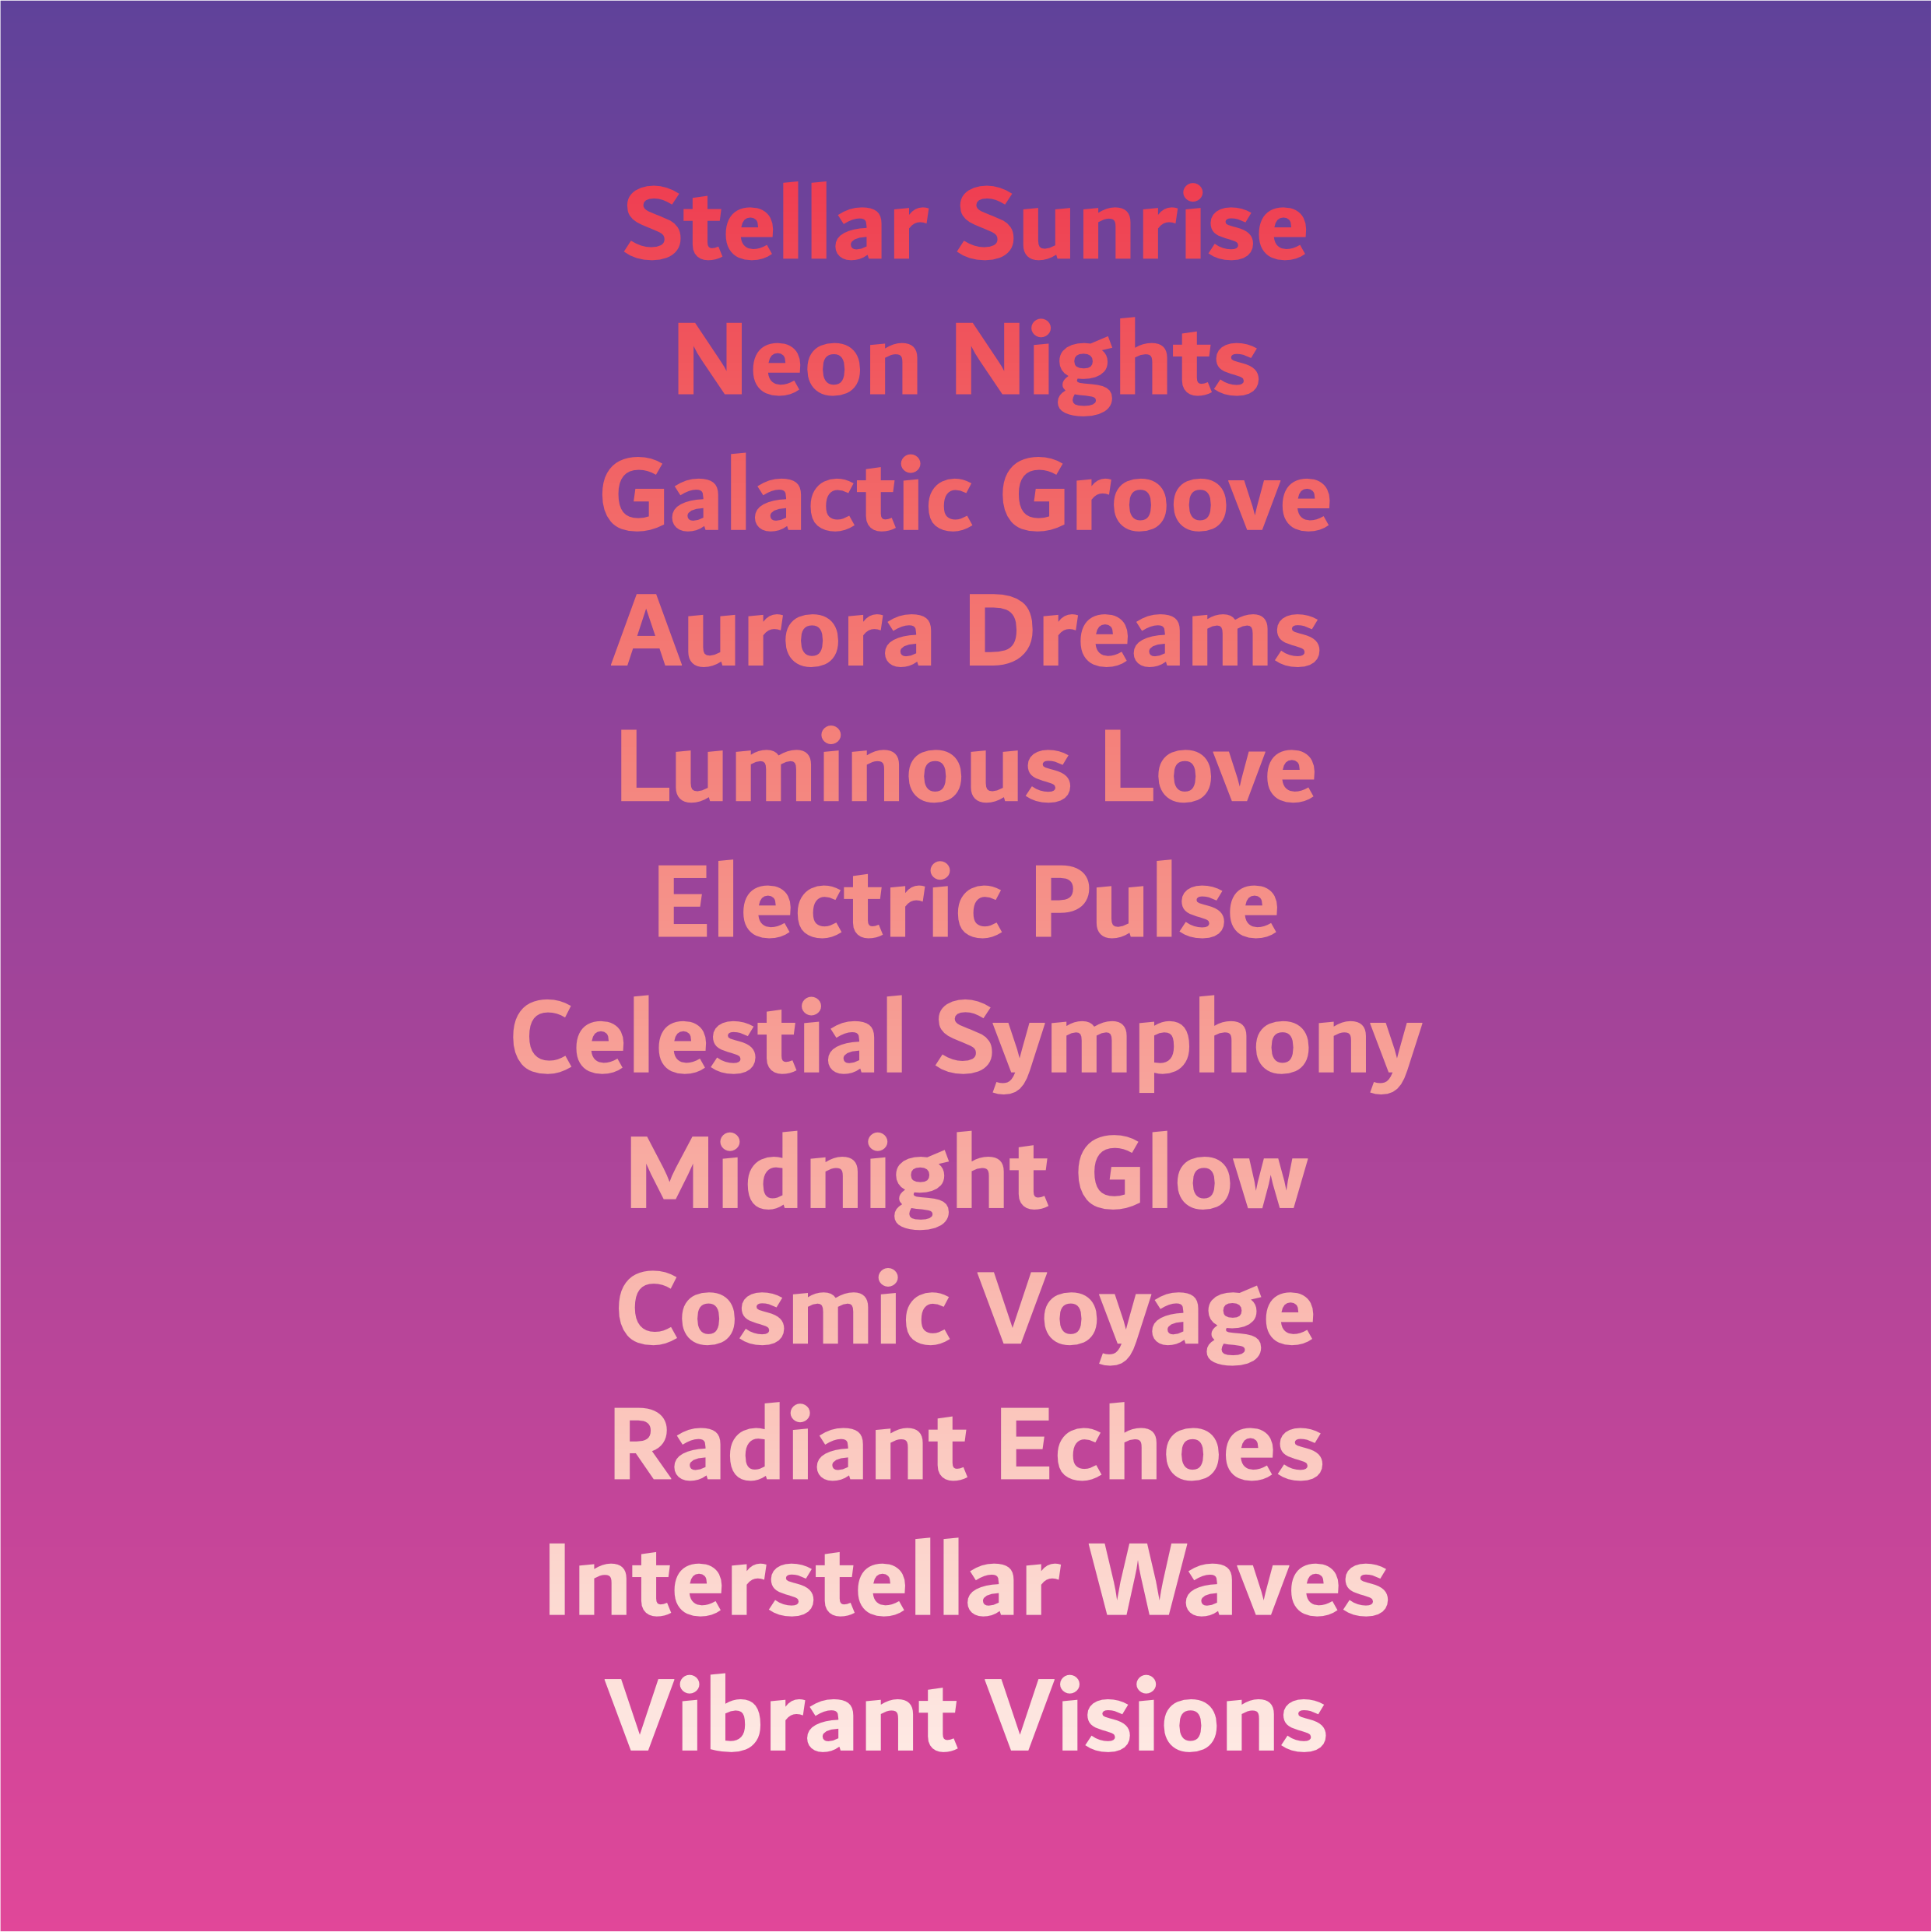 Stellar Sunrise
Neon Nights
Galactic Groove
Aurora Dreams
Luminous Love
Electric Pulse
Celestial Symphony
Midnight Glow
Cosmic Voyage
Radiant Echoes
Interstellar Waves
Vibrant Visions